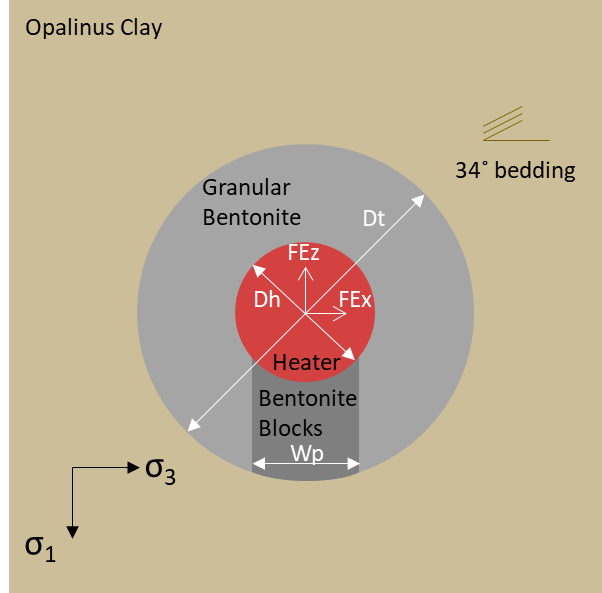 Opalinus Clay
34° bedding
Granular
Bentonite
Dt
FEz
Dh
FEx
Heater
Bentonite
Blocks
Wp
σ3
σ1